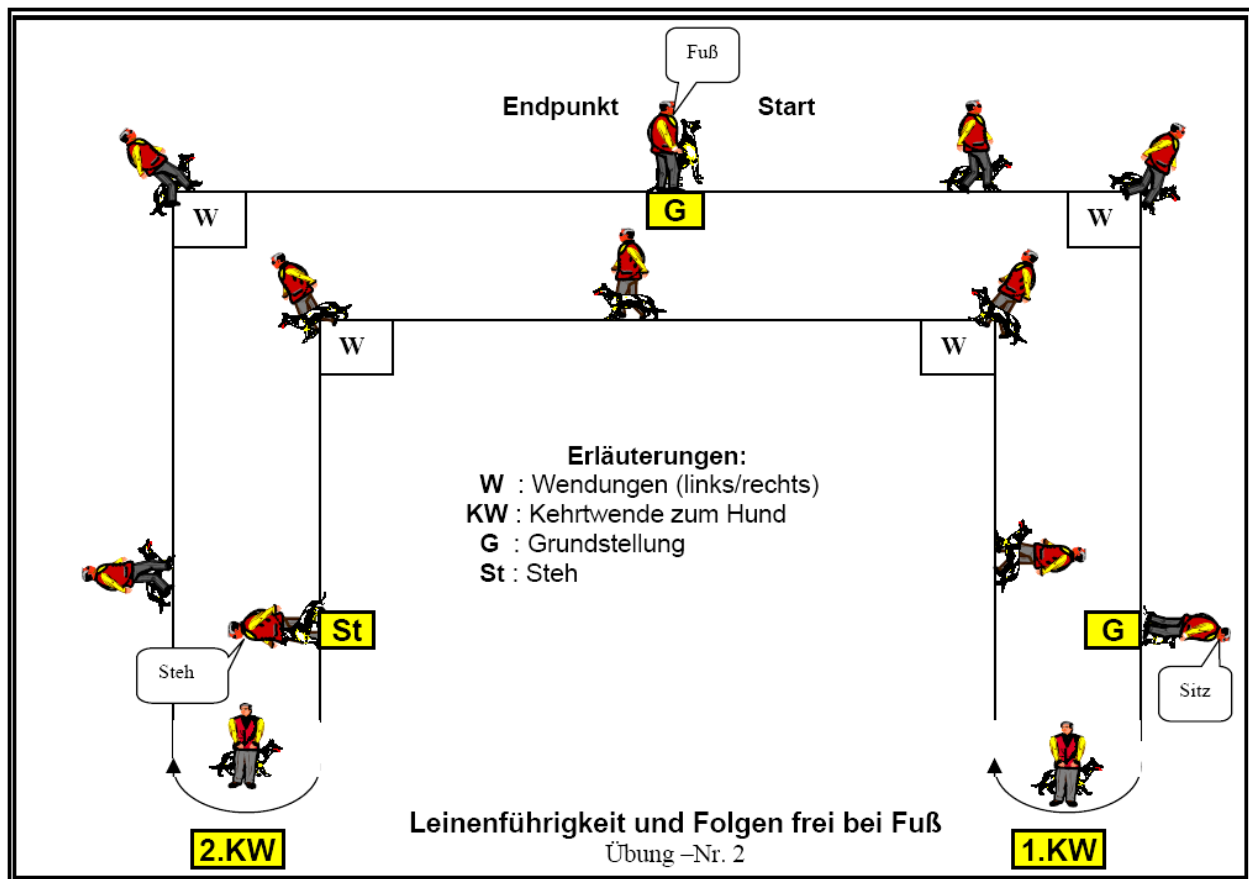 Fuß
Endpunkt Start
W
G
W
W
W
Erläuterungen:
W : Wendungen (links/rechts)
KW : Kehrtwende zum Hund
G : Grundstellung
St : Steh
St
G
Steh
Sitz
Leinenführigkeit und Folgen frei bei Fuß
2.KW
Übung –Nr. 2
1.KW